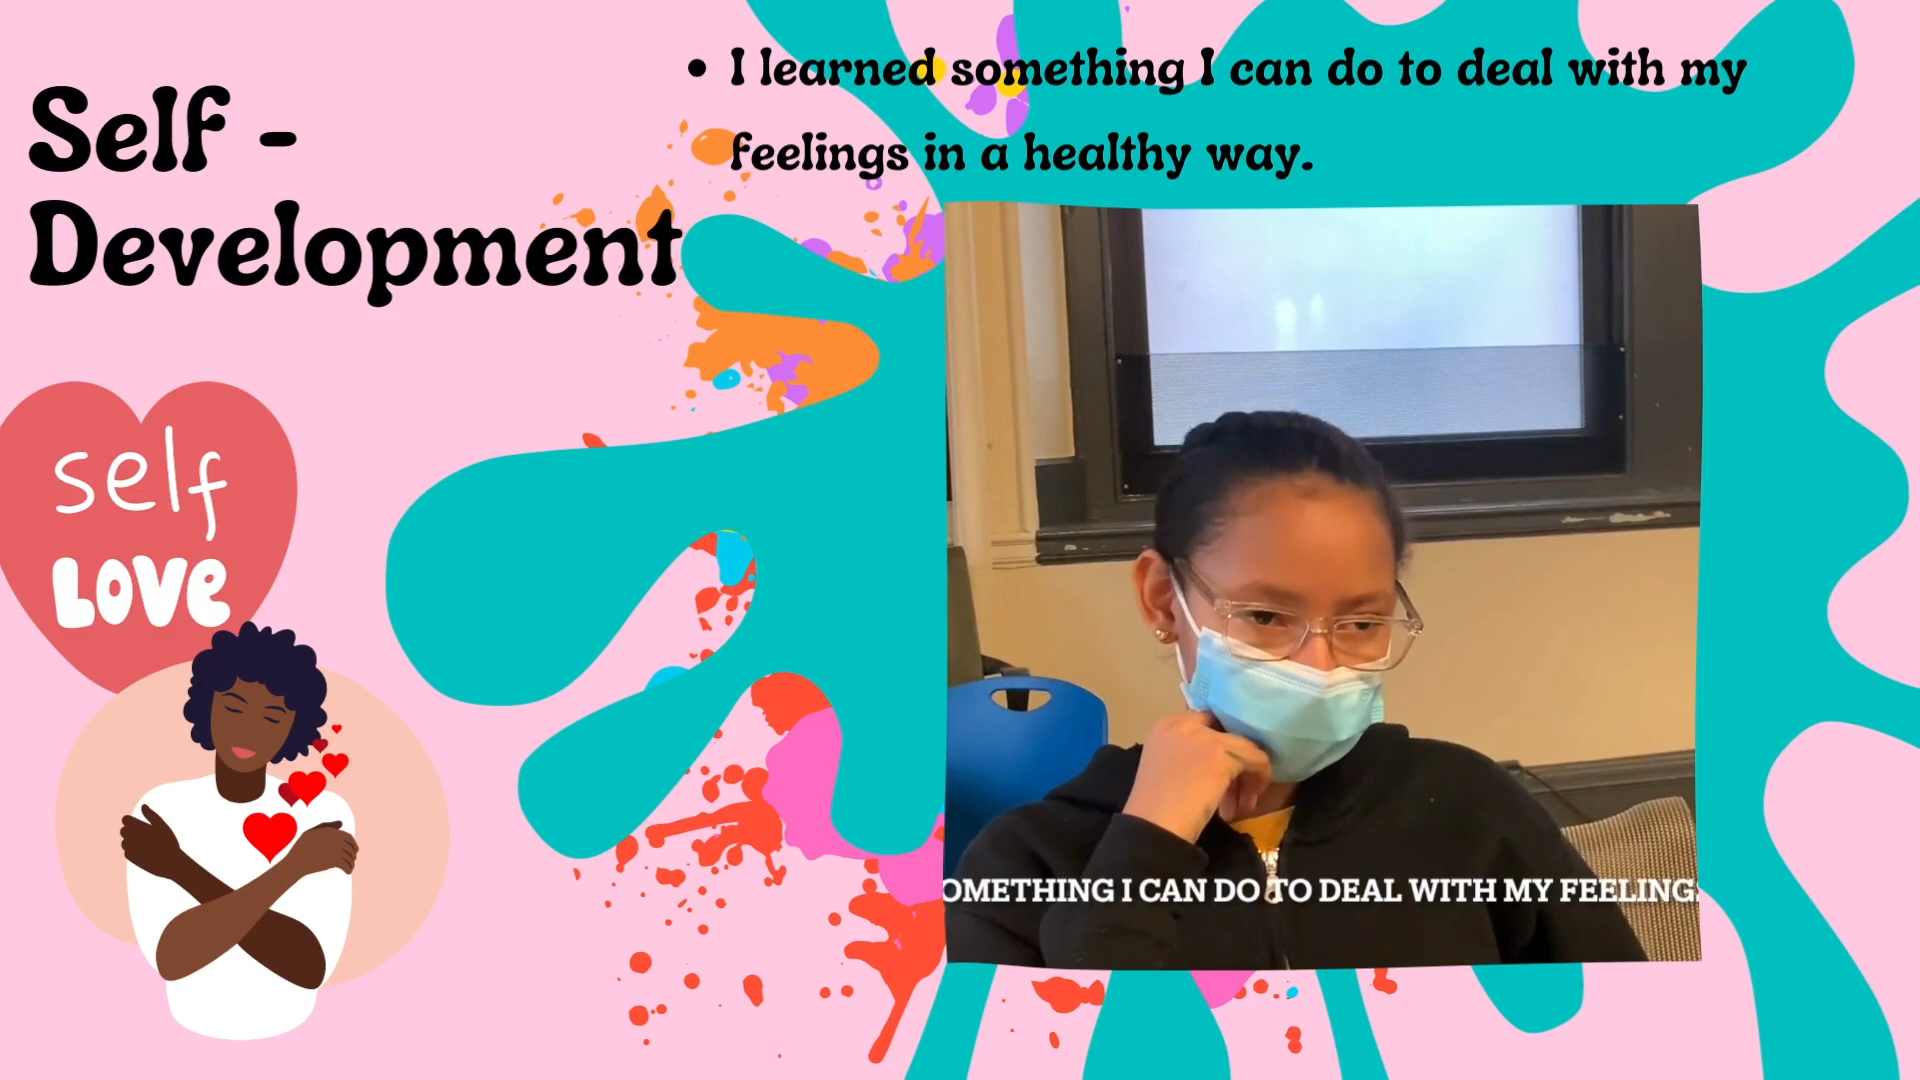 Self -
Development
• I learned something I can do to deal with my
feelings in a healthy way.
self
LOVE
OMETHING I CAN DO TO DEAL WITH MY FEELING